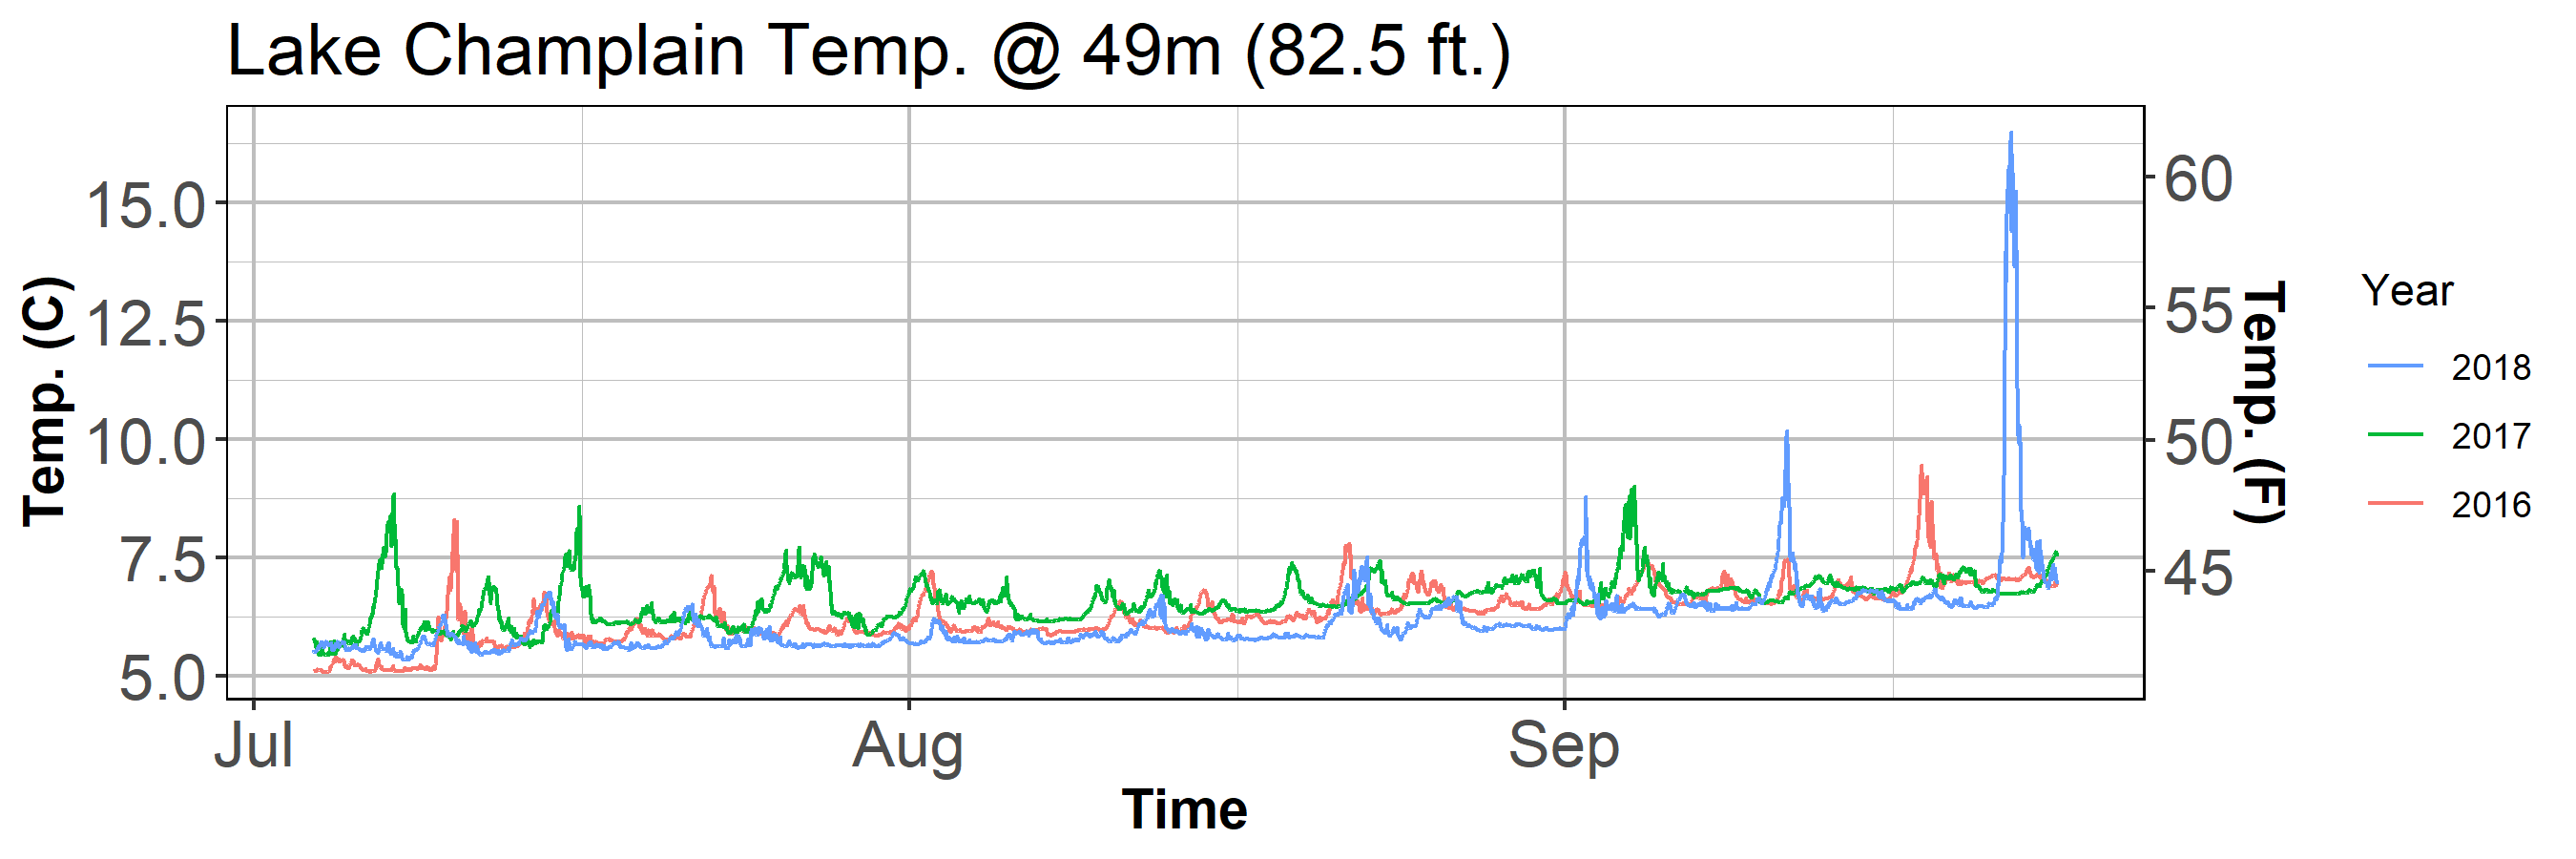 Lake Champlain Temp. @ 49m (82.5 ft.)
Temp. (C)
15.0
12.5
10.0
7.5
5.0
60
55
50
45
Temp. (F)
Jul
Aug
Sep
Time
Year
2018
2017
2016